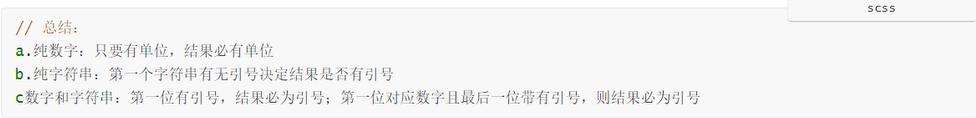 scss
// 总结:
a.纯数字：只要有单位，结果必有单位
b.纯字符串：第一个字符串有无引号决定结果是否有引号
c数字和字符串：第一位有引号，结果必为引号；第一位对应数字且最后一位带有引号，则结果必为引号